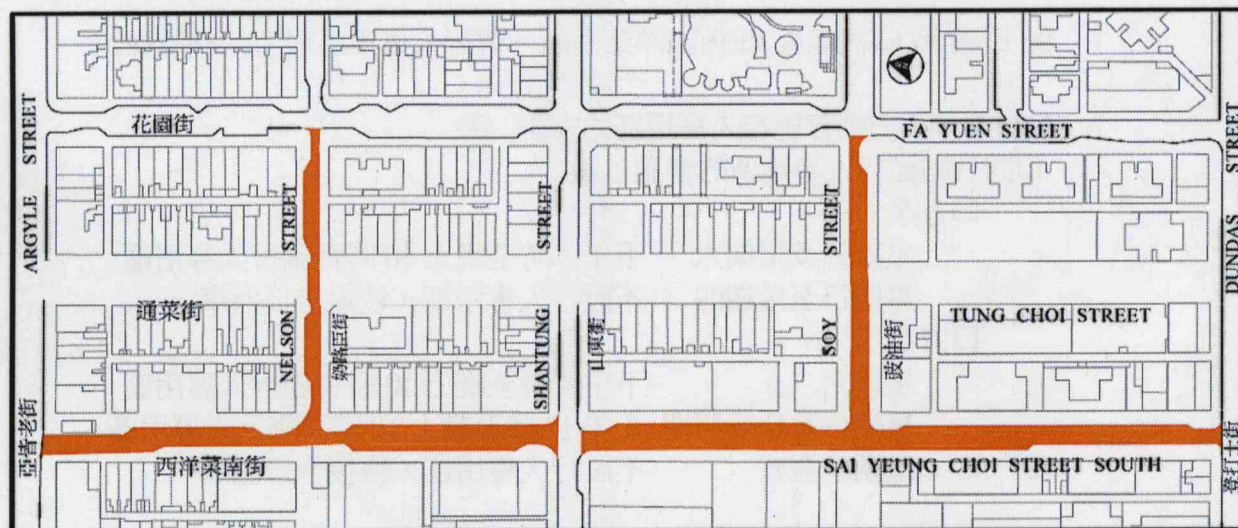 花園街
FA YUEN STREET
ARGYLE STREET
亞皆老街
NELSON STREET
奶路臣街
SHANTUNG STREET
山東街
SOY STREET
豉油街
DUNDAS STREET
登打士街
通菜街
TUNG CHOI STREET
西洋菜南街
SAI YEUNG CHOI STREET SOUTH